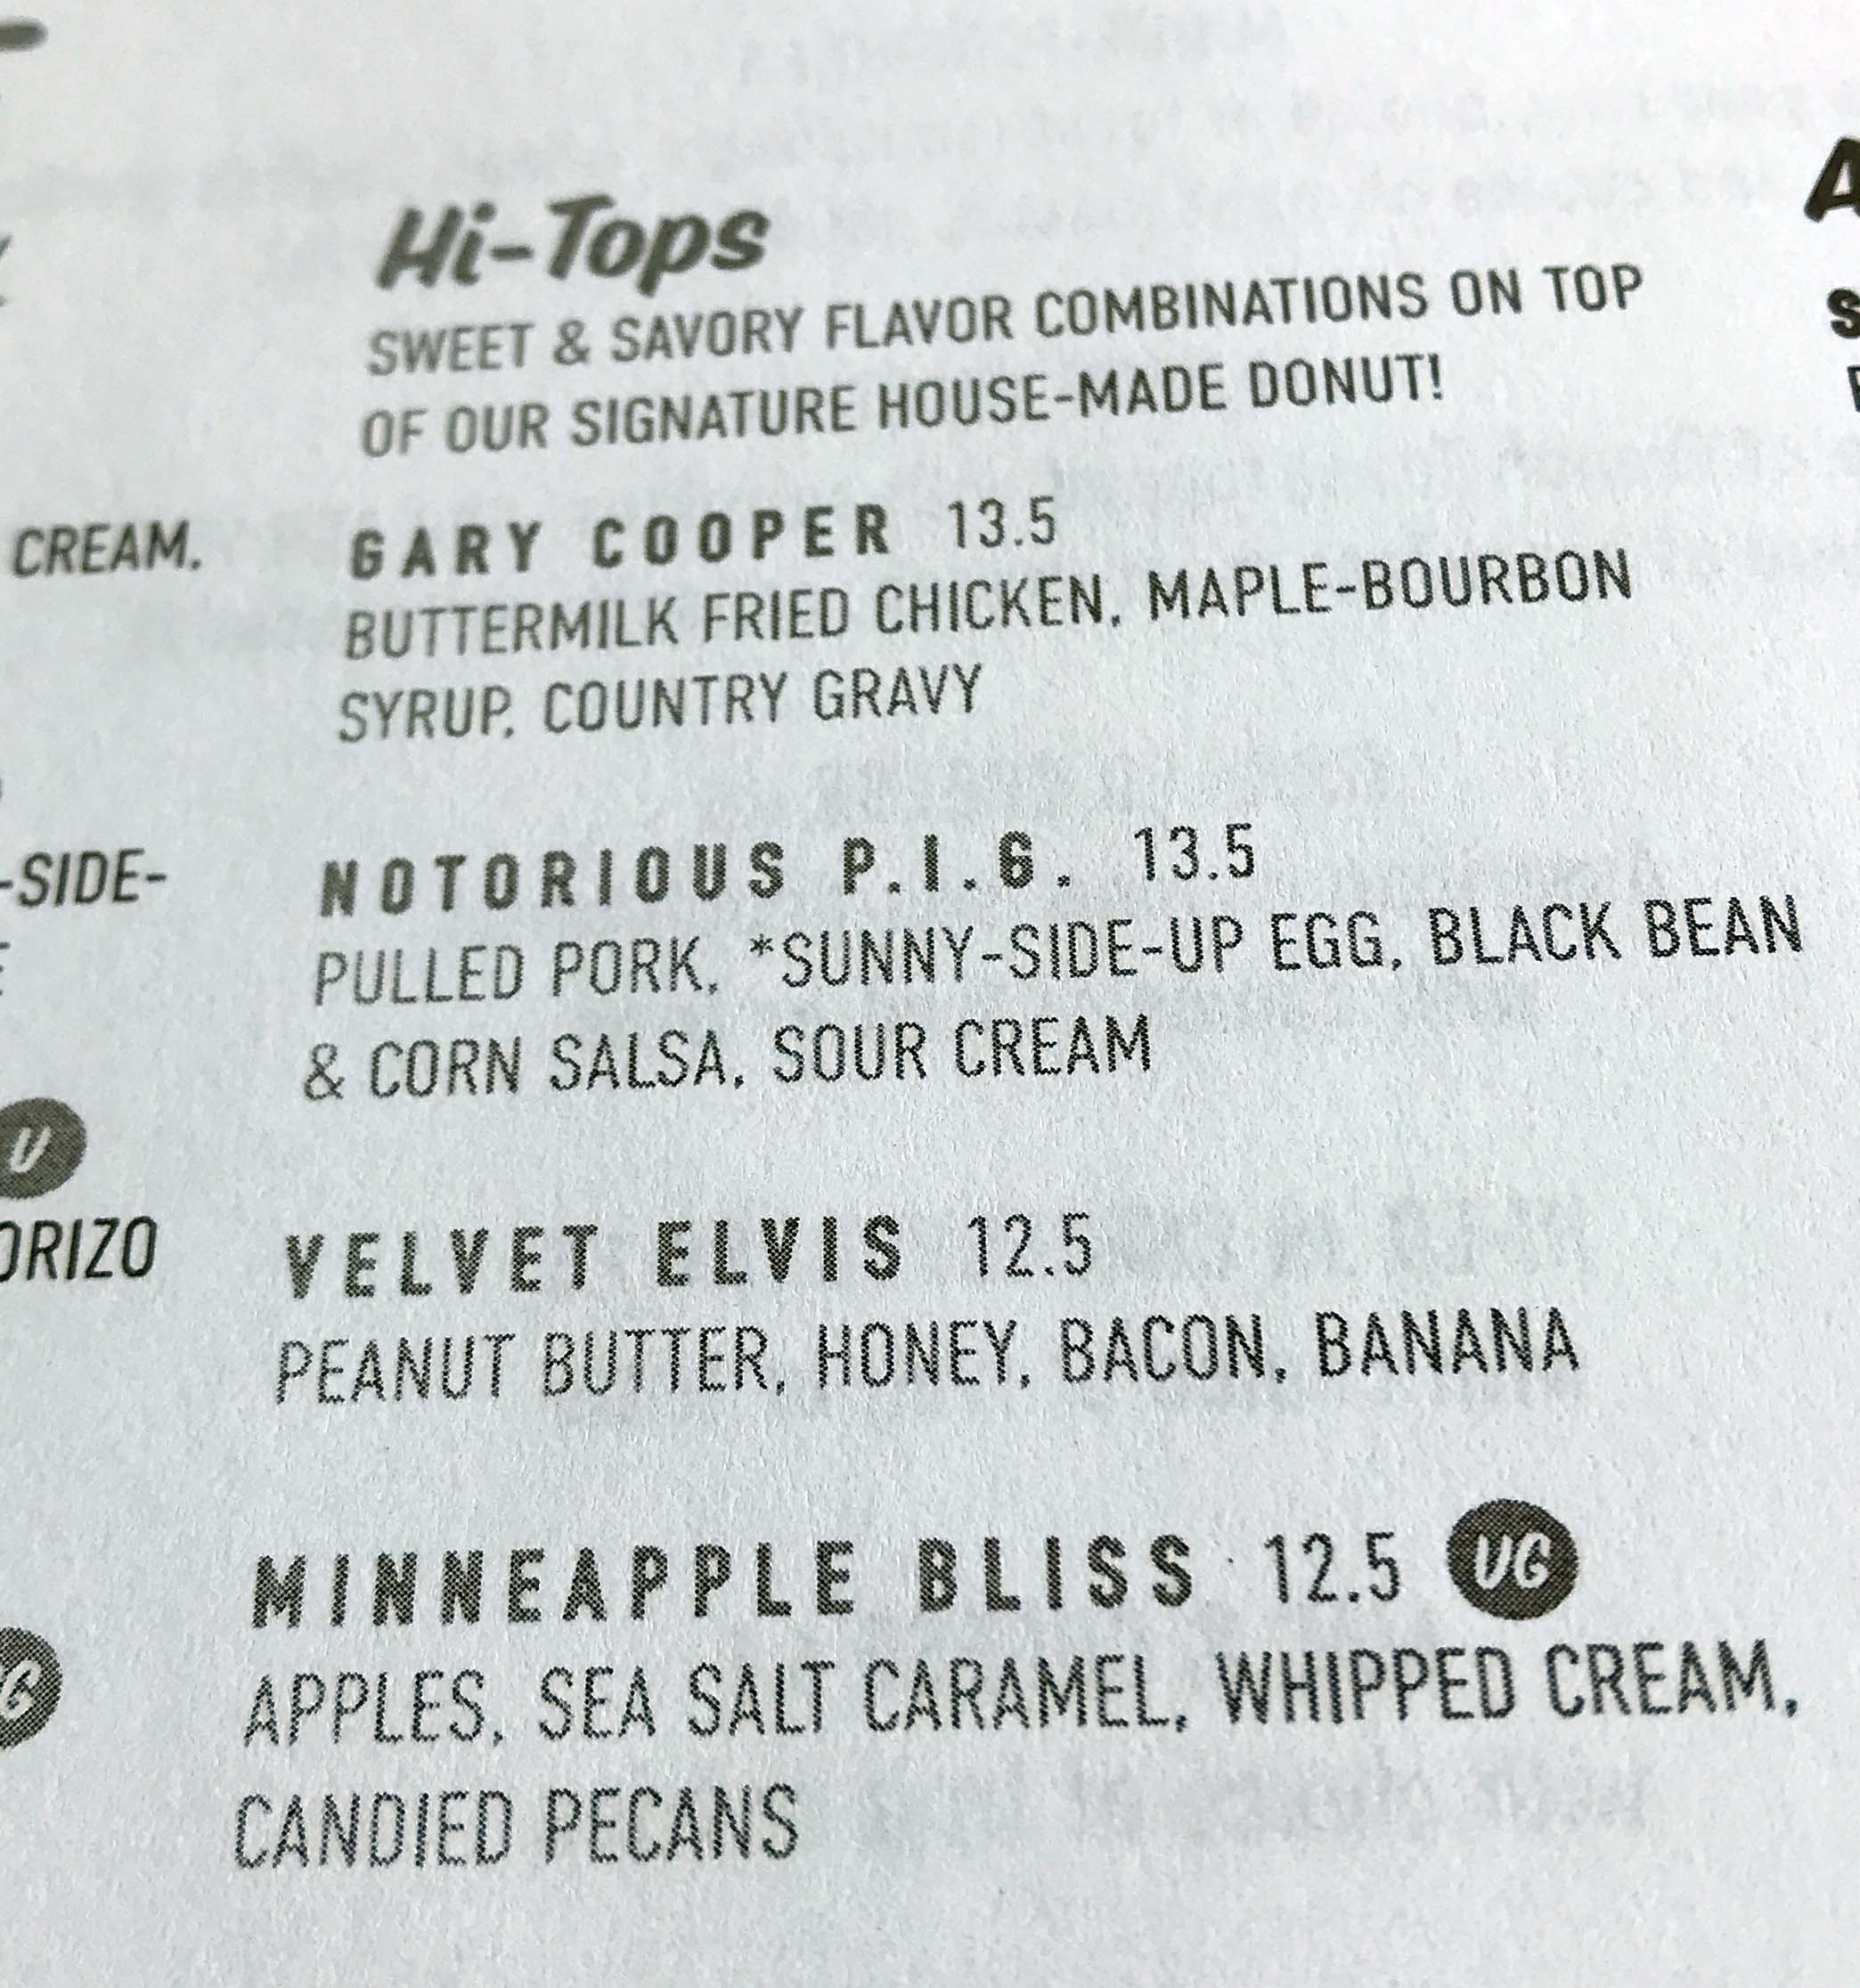 Hi-Tops
SWEET & SAVORY FLAVOR COMBINATIONS ON TOP
OF OUR SIGNATURE HOUSE-MADE DONUT!
CREAM,
GARY COOPER 13.5
BUTTERMILK FRIED CHICKEN, MAPLE-BOURBON
SYRUP, COUNTRY GRAVY
-SIDE-
NOTORIOUS P.I.G. 13.5
PULLED PORK, *SUNNY-SIDE-UP EGG, BLACK BEAN
& CORN SALSA, SOUR CREAM
ORIZO
VELVET ELVIS 12.5
PEANUT BUTTER, HONEY, BACON, BANANA
MINNEAPPLE BLISS 12.5 VG
APPLES, SEA SALT CARAMEL, WHIPPED CREAM,
CANDIED PECANS